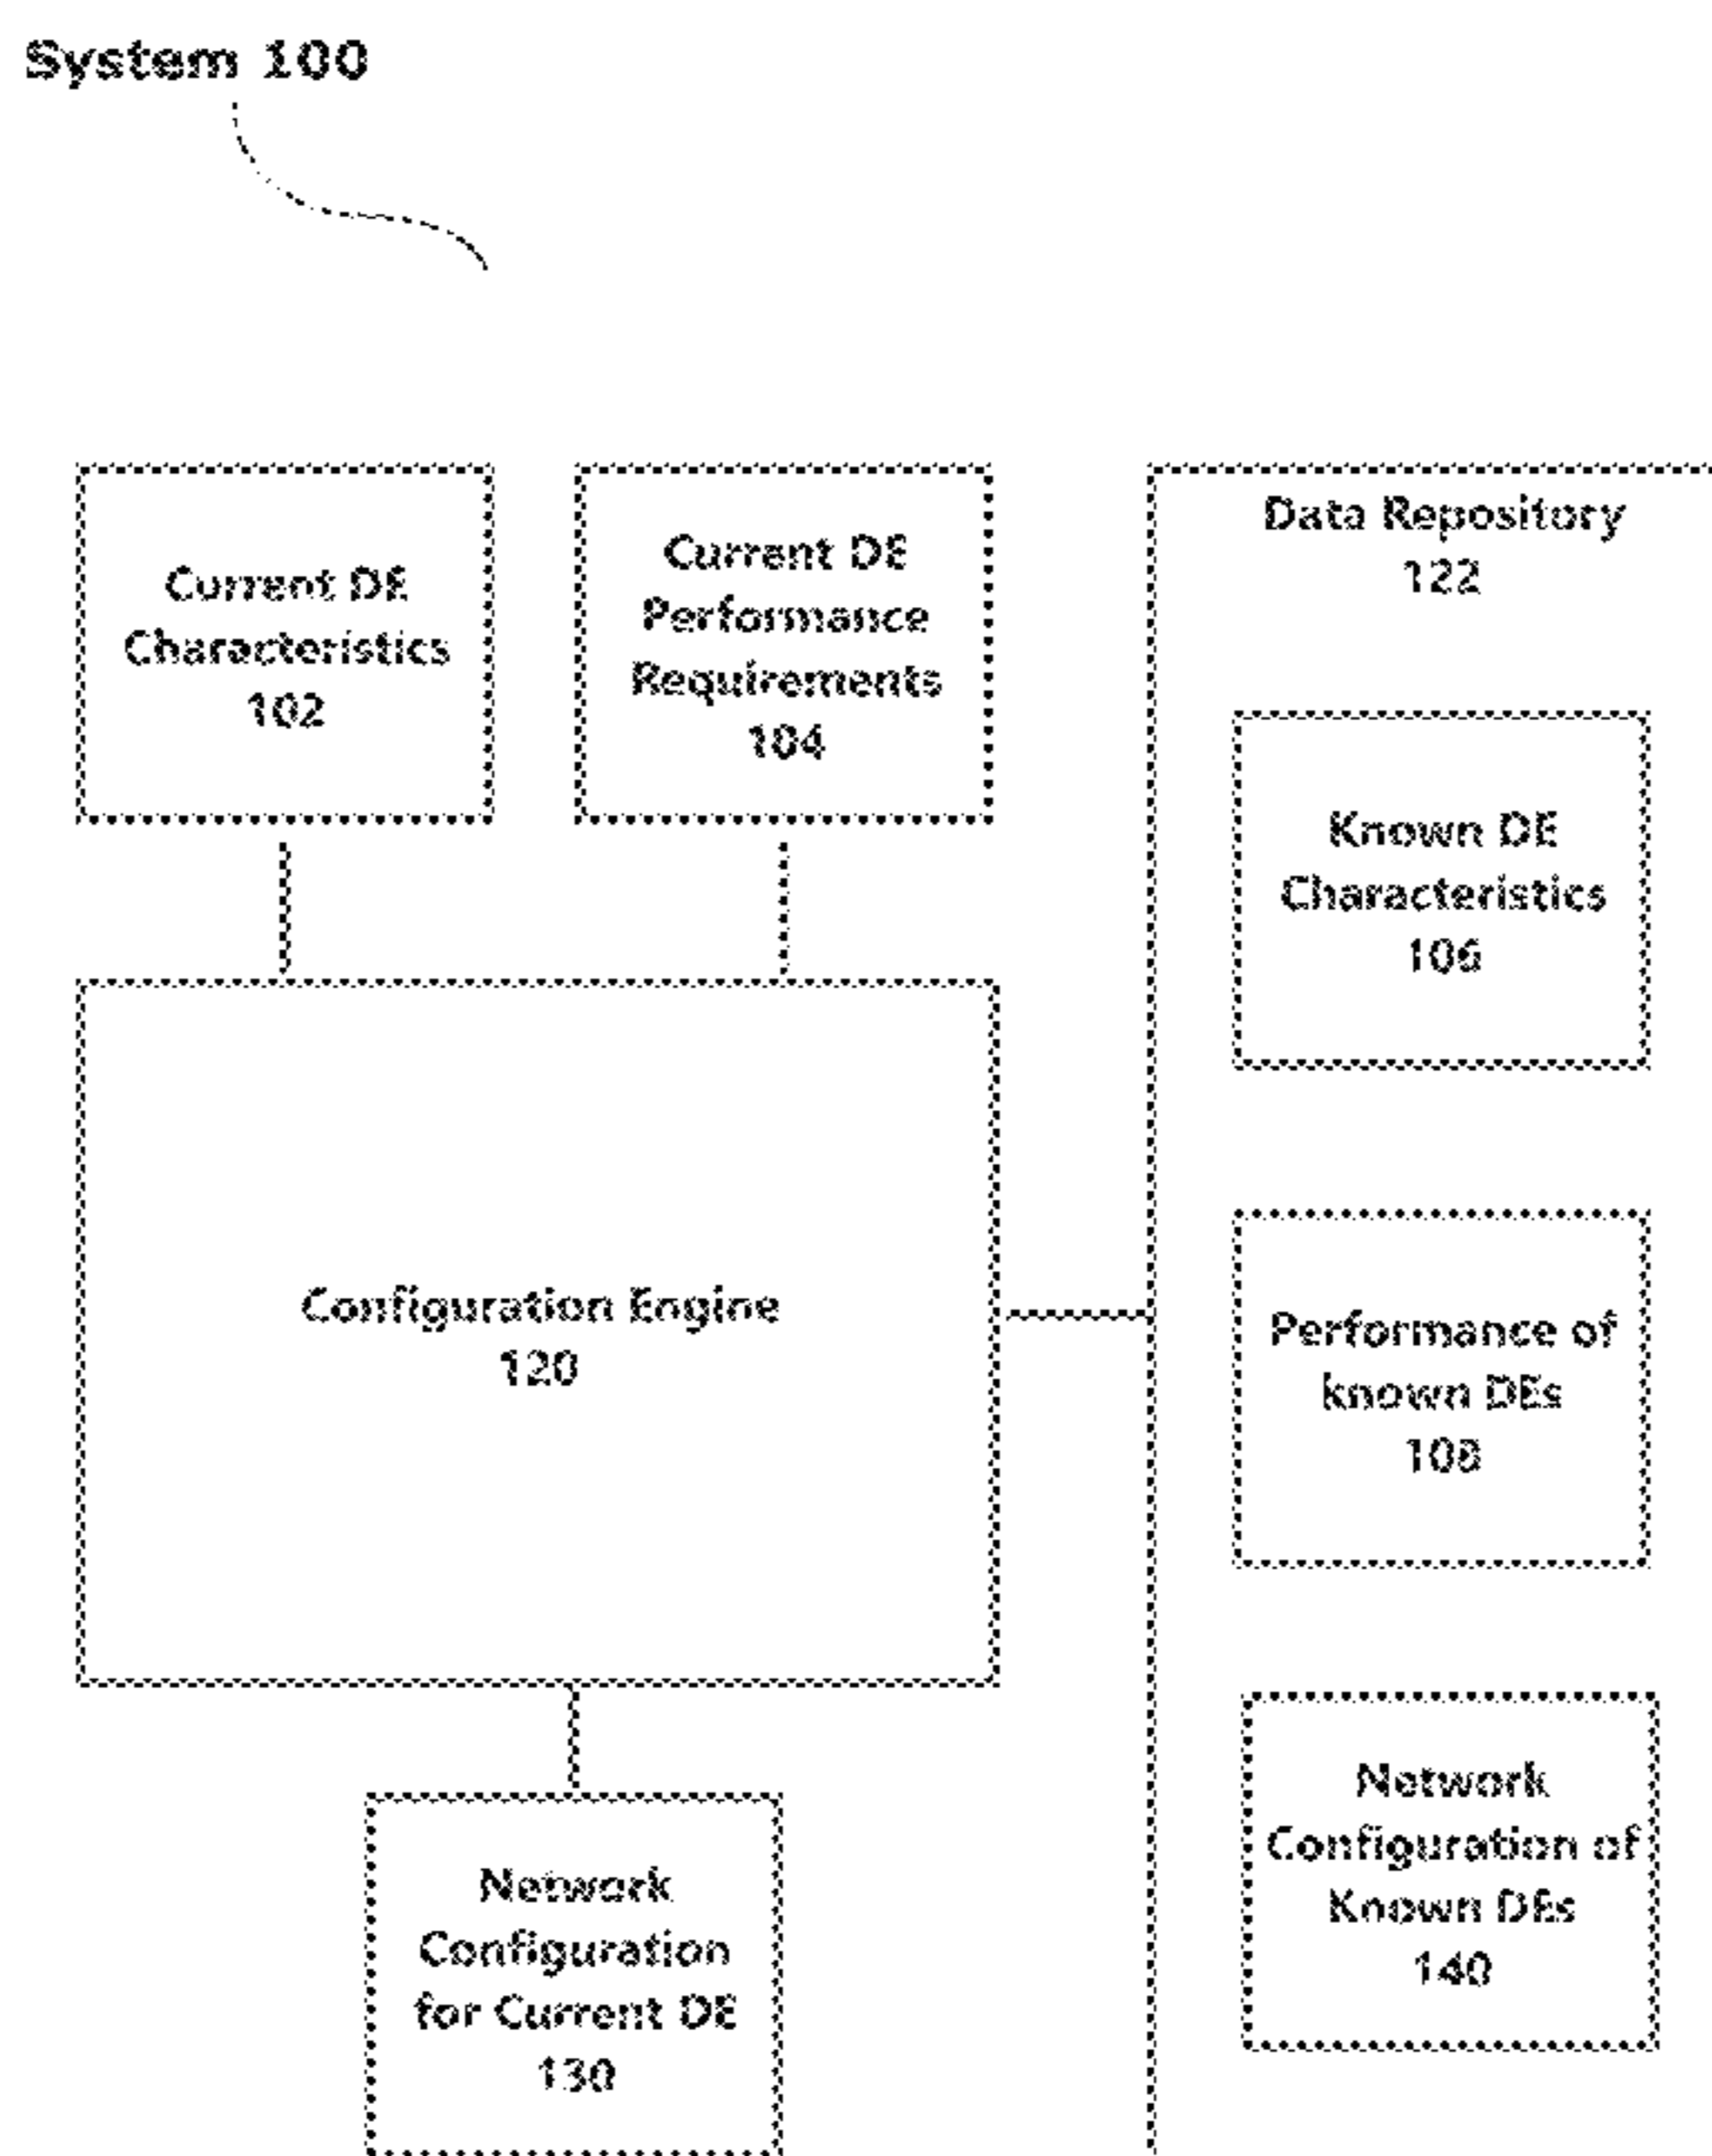 System 100
Current DE
Characteristics
102
Current DE
Performance
Requirements
104
Data Repository
122
Known DE
Characteristics
106
Configuration Engine
120
Performance of
known DEs
108
Network
Configuration
for Current DE
130
Network
Configuration of
Known DEs
140